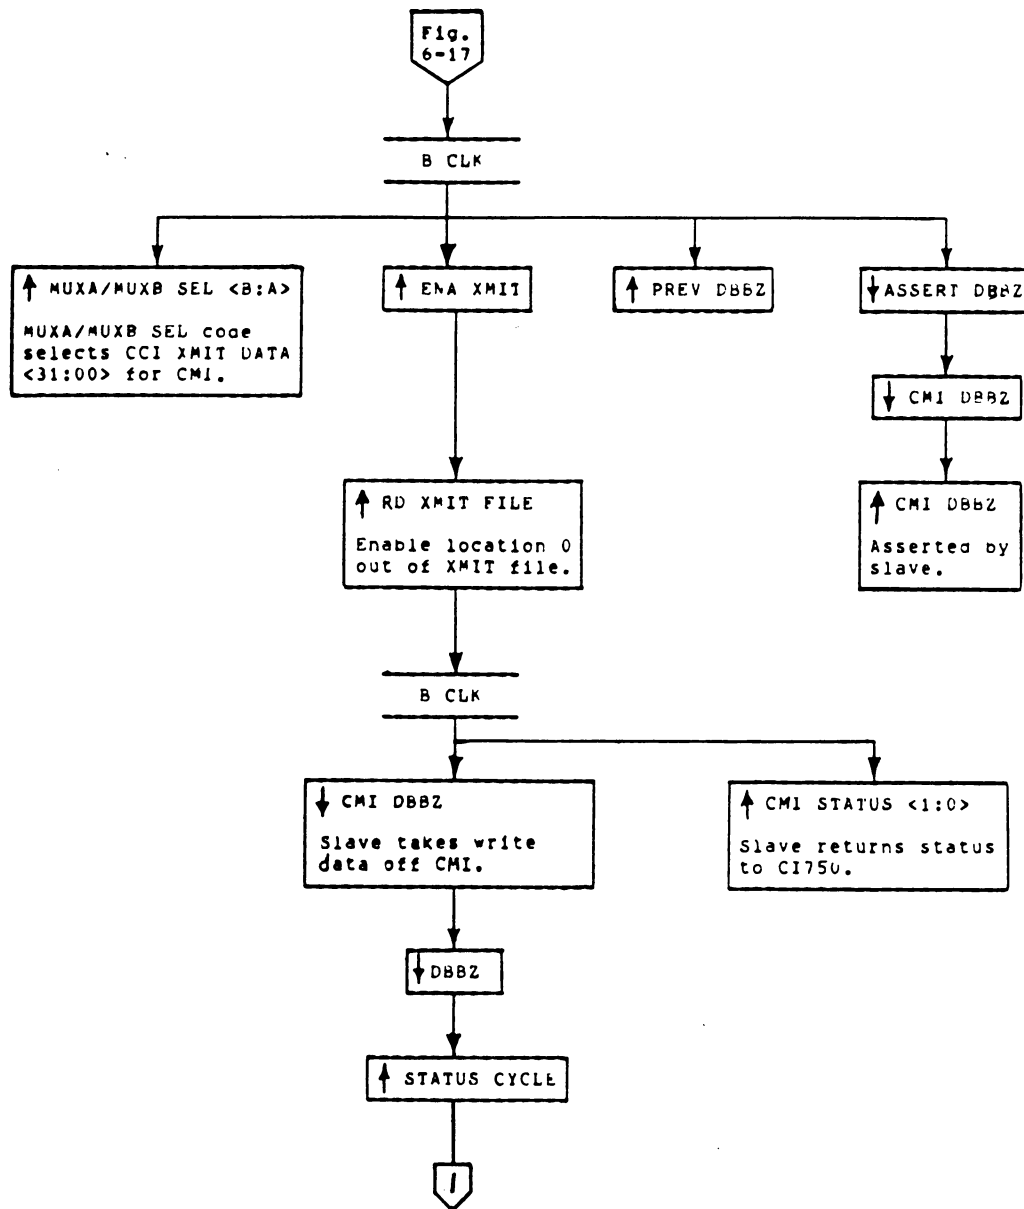 Fig.
6-17
B CLK
↑ MUXA/MUXB SEL <B:A>
MUXA/MUXB SEL code
selects CCI XMIT DATA
<31:00> for CMI.
↑ ENA XMIT
↑ PREV DBBZ
↓ ASSERT DBBZ
↓ CMI DBBZ
↑ RD XMIT FILE
Enable location 0
out of XMIT file.
↑ CMI DBBZ
Asserted by
slave.
B CLK
↓ CMI DBBZ
Slave takes write
data off CMI.
↑ CMI STATUS <1:0>
Slave returns status
to CI750.
↓ DBBZ
↑ STATUS CYCLE
1